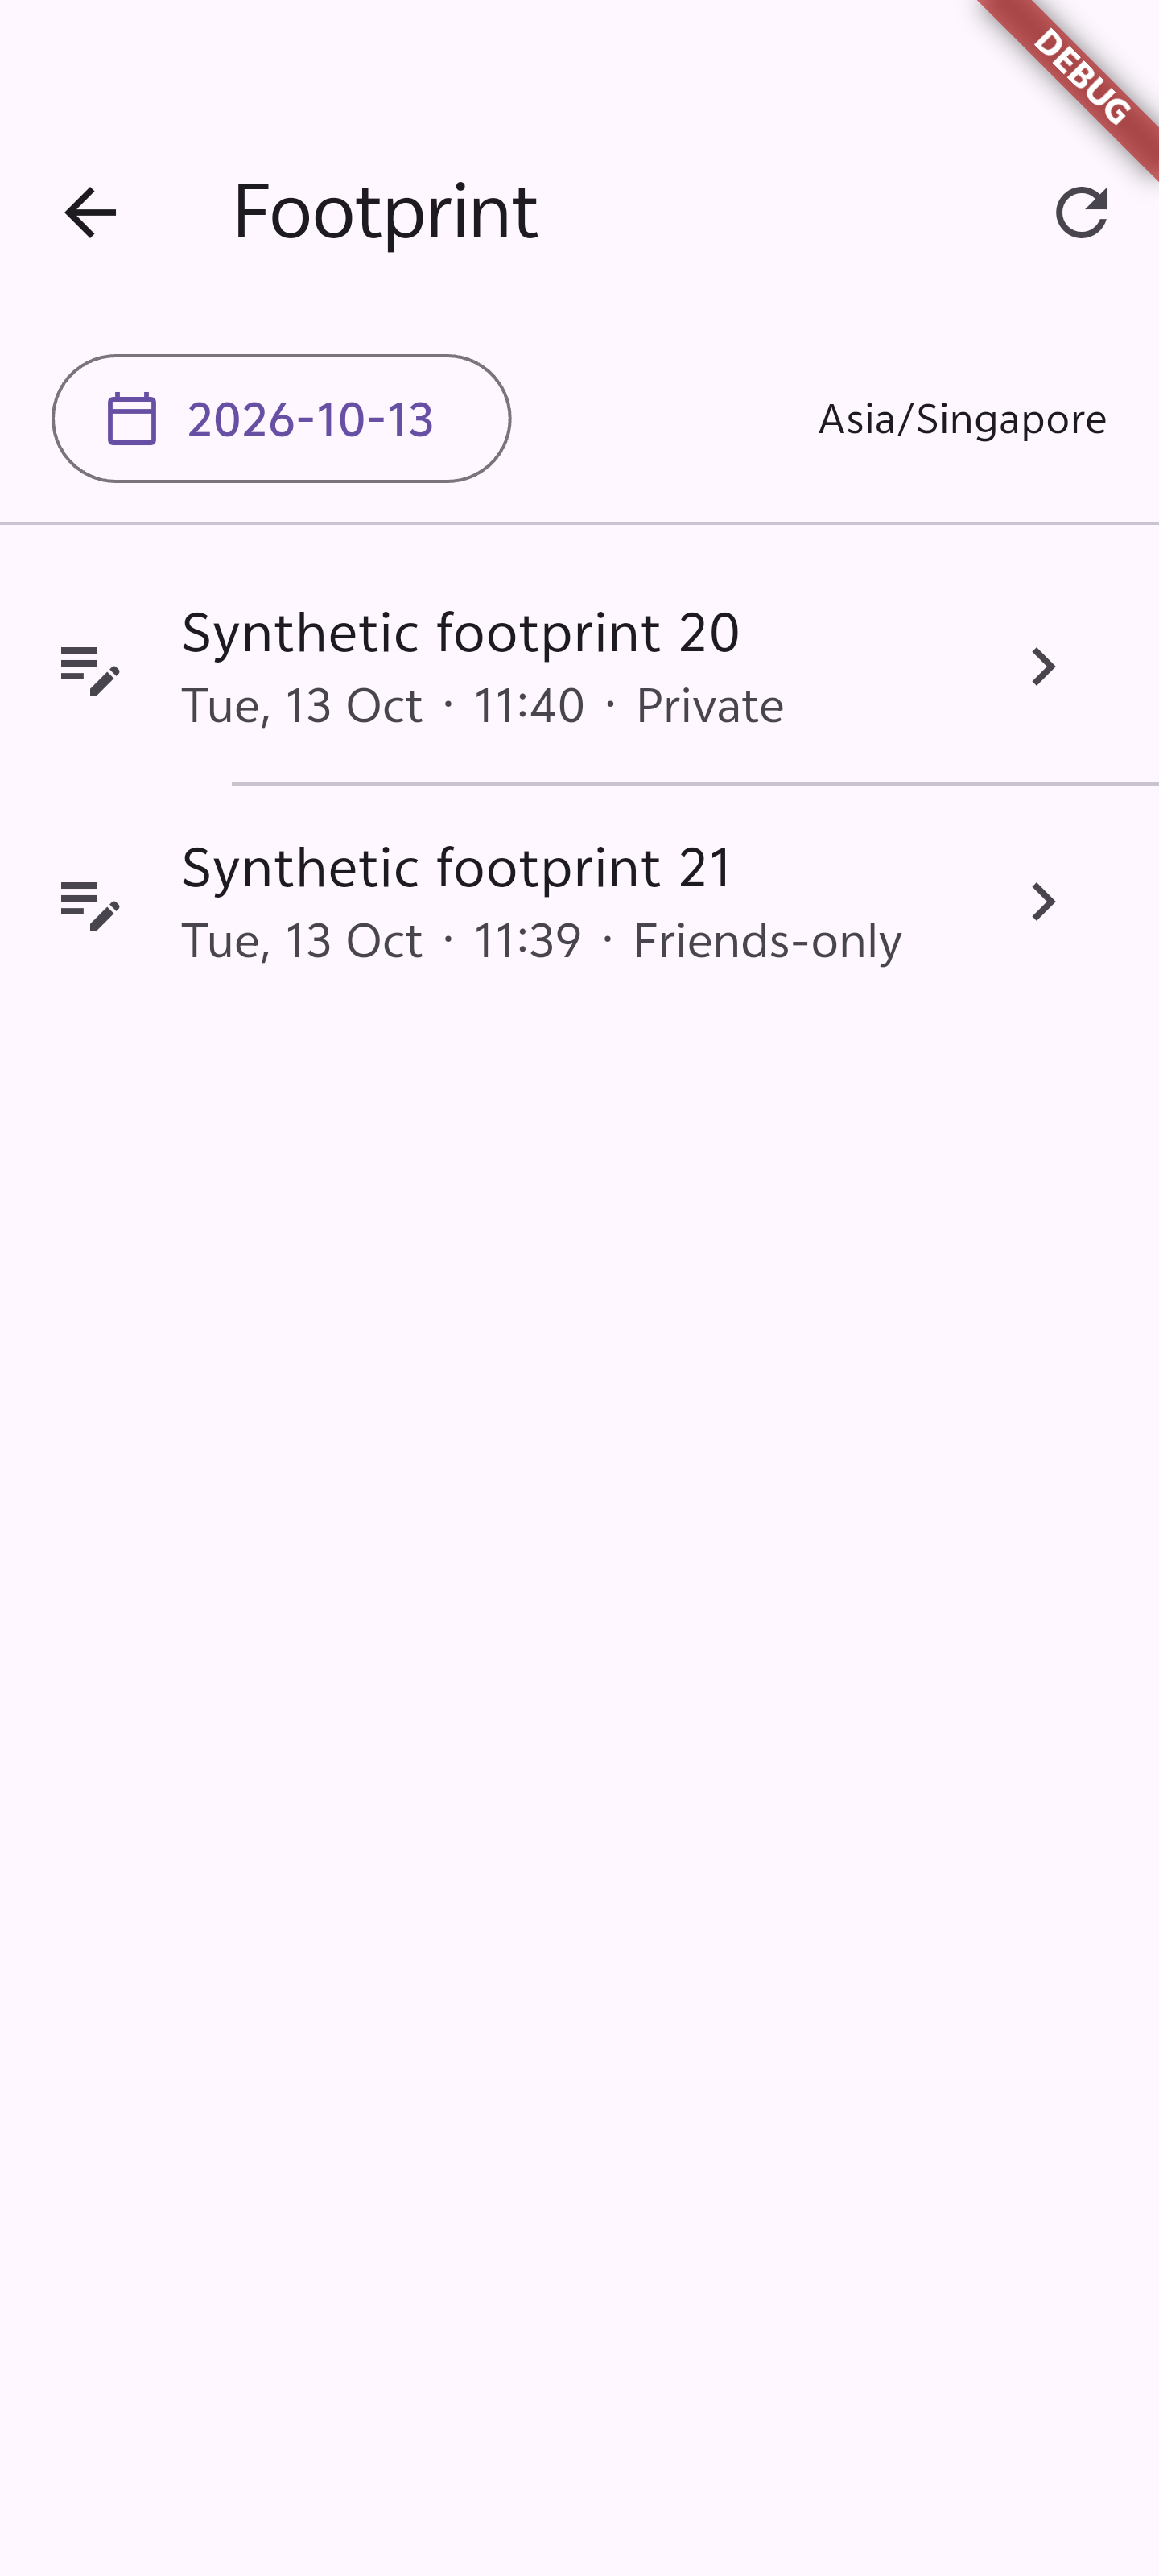 DEBUG
Footprint
2026-10-13
Asia/Singapore
Synthetic footprint 20
Tue, 13 Oct · 11:40 · Private
Synthetic footprint 21
Tue, 13 Oct · 11:39 · Friends-only